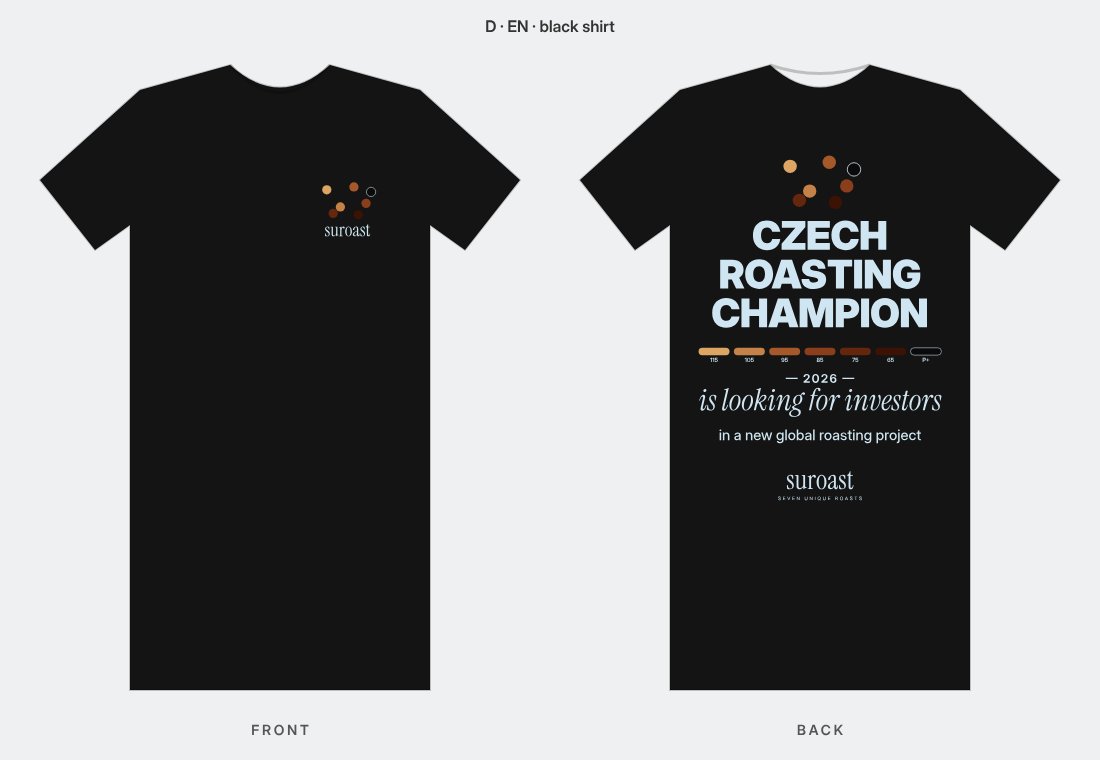 D · EN · black shirt
suroast
CZECH
ROASTING
CHAMPION
115 105 95 85 75 65 P+
— 2026 —
is looking for investors
in a new global roasting project
suroast
SEVEN UNIQUE ROASTS
FRONT
BACK